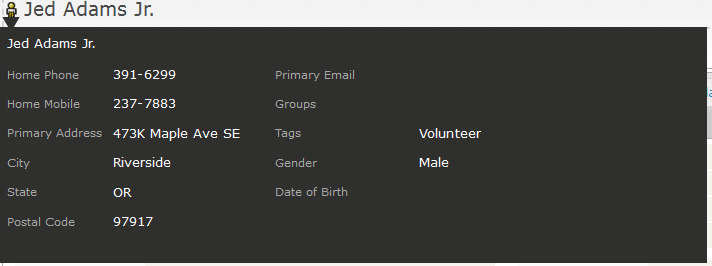 Jed Adams Jr.
Jed Adams Jr.
Home Phone 391-6299 Primary Email
Home Mobile 237-7883 Groups
Primary Address 473K Maple Ave SE Tags Volunteer
City Riverside Gender Male
State OR Date of Birth
Postal Code 97917